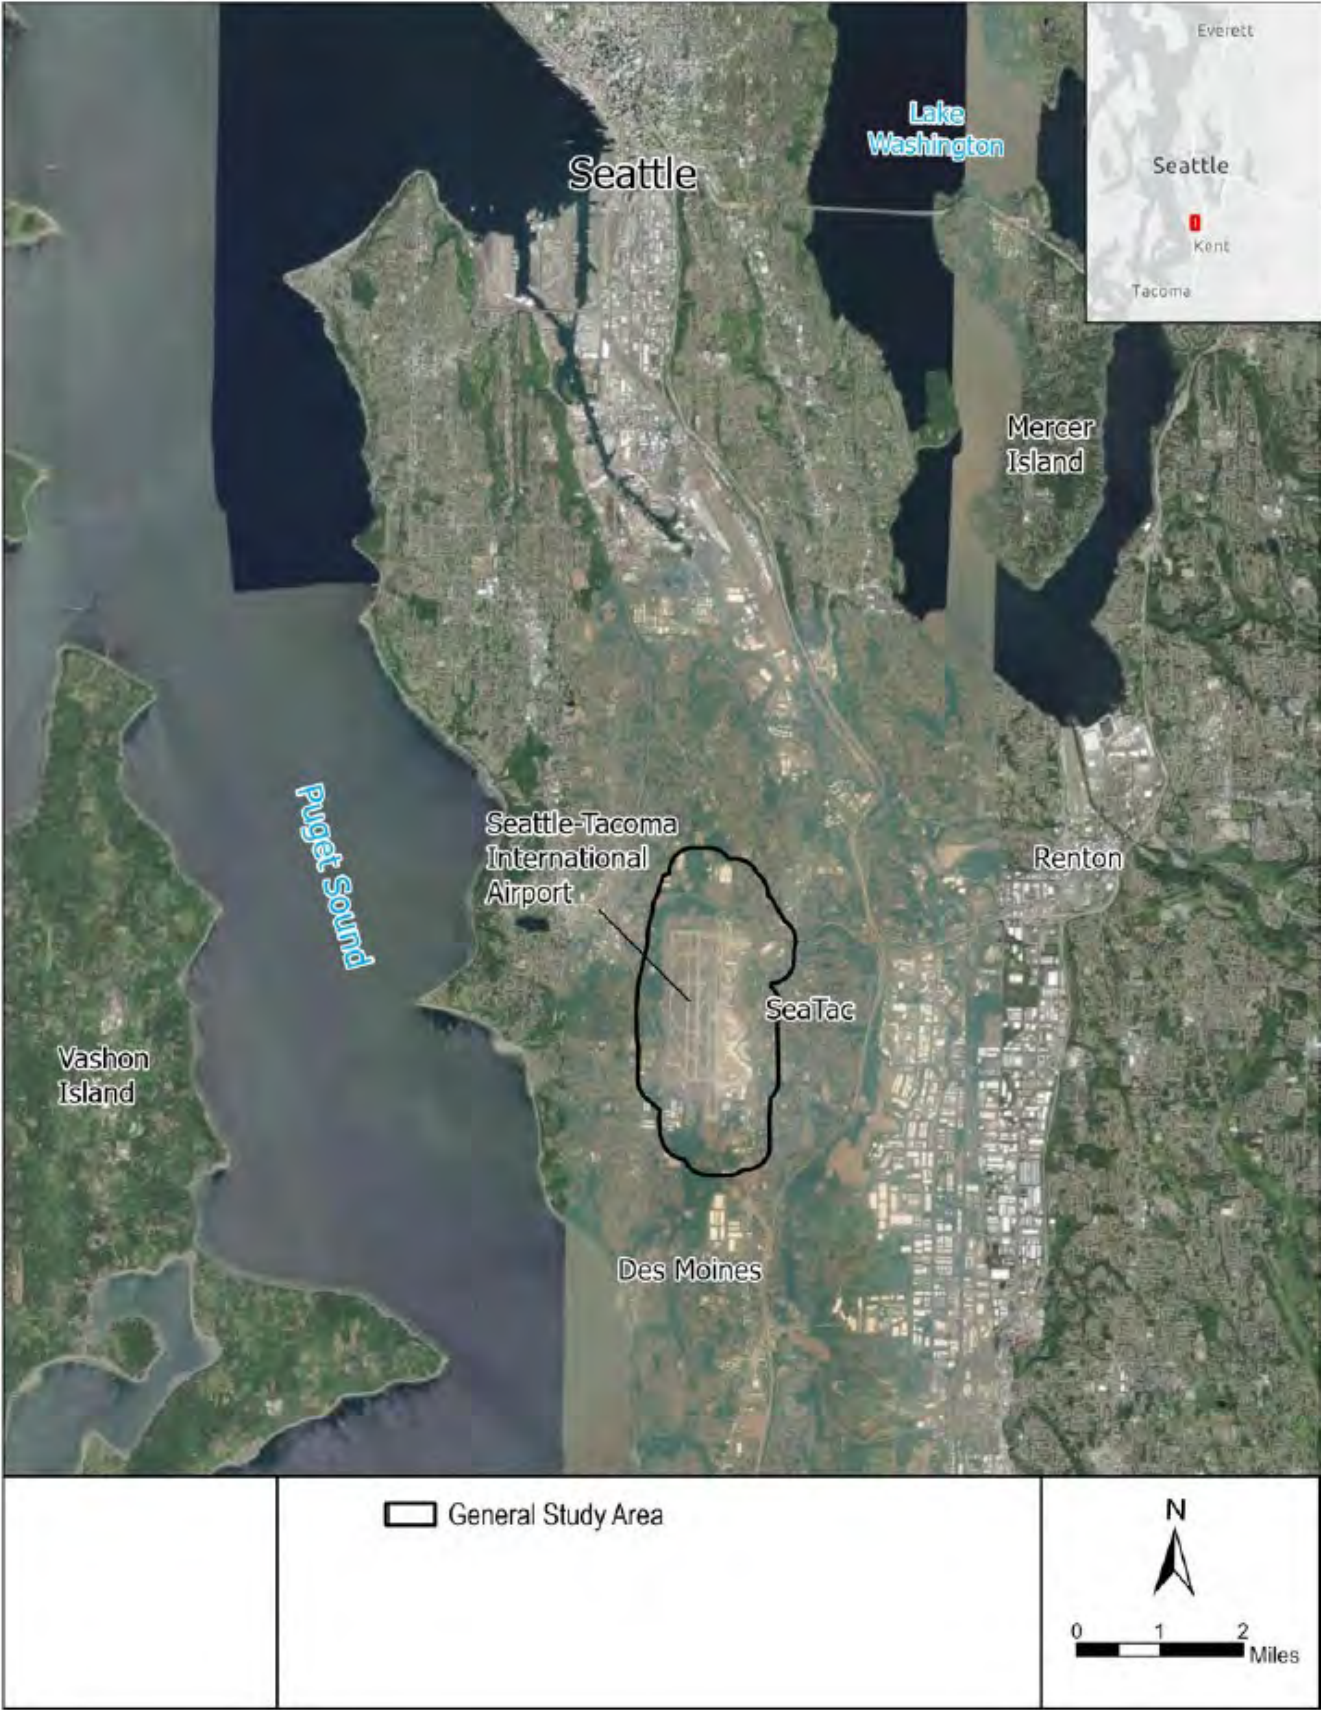 Everett
Lake
Washington
Seattle
Seattle
Kent
Tacoma
Mercer
Island
Puget Sound
Seattle-Tacoma
International
Airport
Renton
SeaTac
Vashon
Island
Des Moines
General Study Area
N
0 1 2
Miles